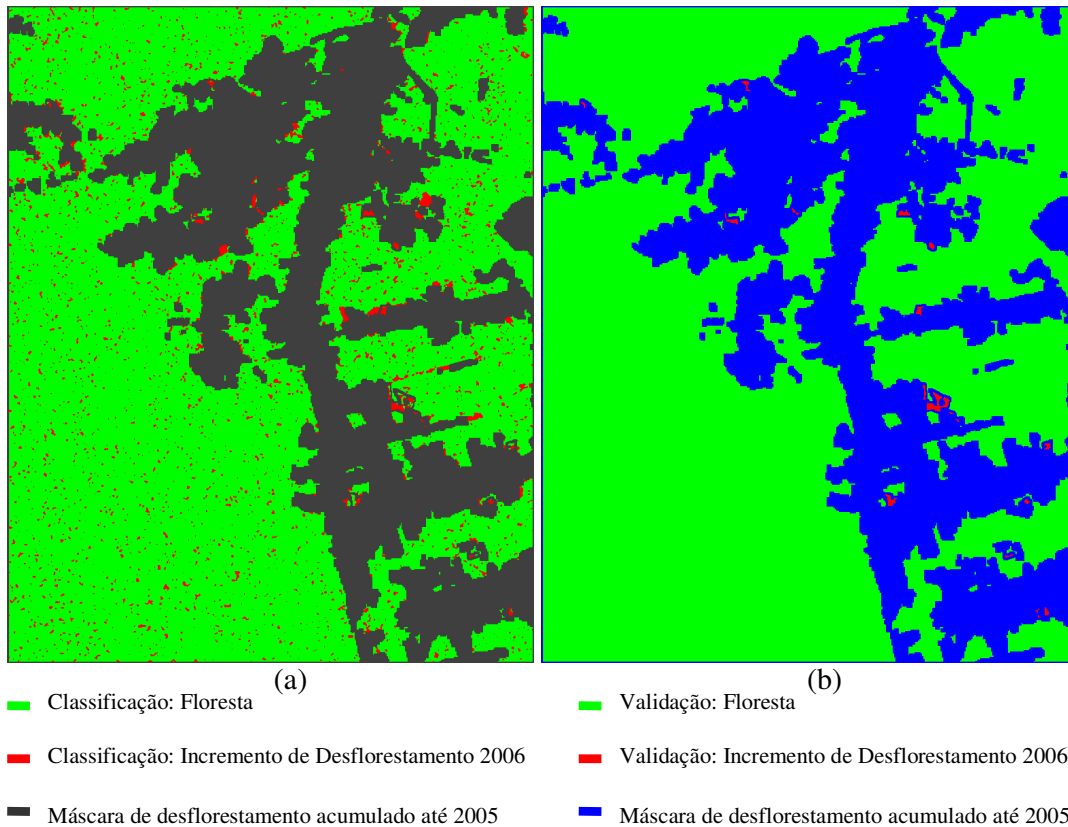 (a)
(b)
Classificação: Floresta
Validação: Floresta
Classificação: Incremento de Desflorestamento 2006
Validação: Incremento de Desflorestamento 2006
Máscara de desflorestamento acumulado até 2005
Máscara de desflorestamento acumulado até 2005